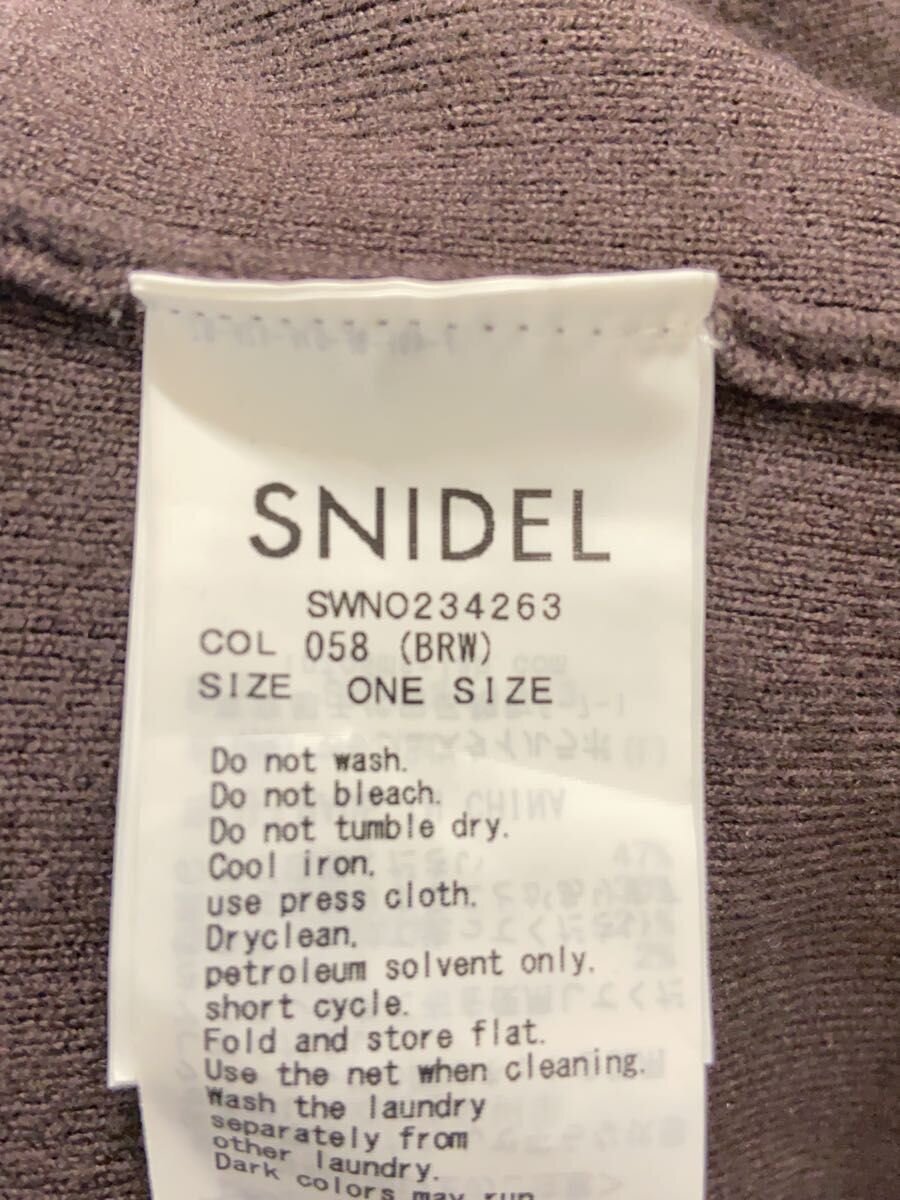 SNIDEL
SWNO234263
COL 058 (BRW)
SIZE ONE SIZE
Do not wash.
Do not bleach.
Do not tumble dry.
Cool iron.
use press cloth.
Dryclean.
petroleum solvent only.
short cycle.
Fold and store flat.
Use the net when cleaning.
Wash the laundry
separately from
other laundry.
Dark colors may run